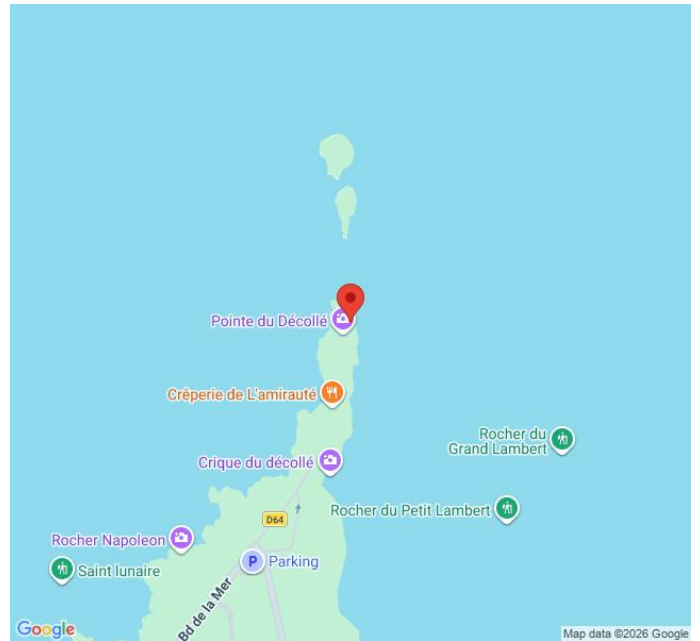 Pointe du Décollé
Crêperie de L'amirauté
Rocher du
Grand Lambert
Crique du décollé
Rocher du Petit Lambert
D64
Rocher Napoleon
P
Parking
Saint lunaire
Bd de la Mer
Google
Map data ©2026 Google